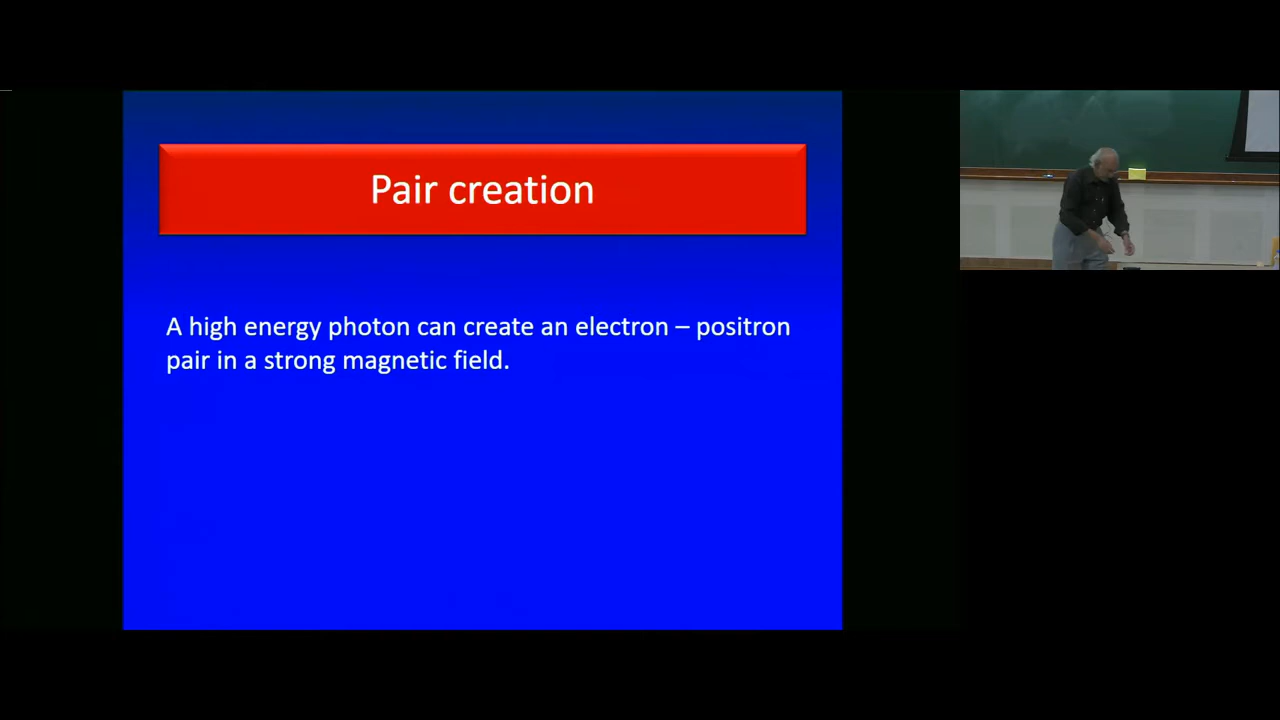 Pair creation
A high energy photon can create an electron – positron
pair in a strong magnetic field.